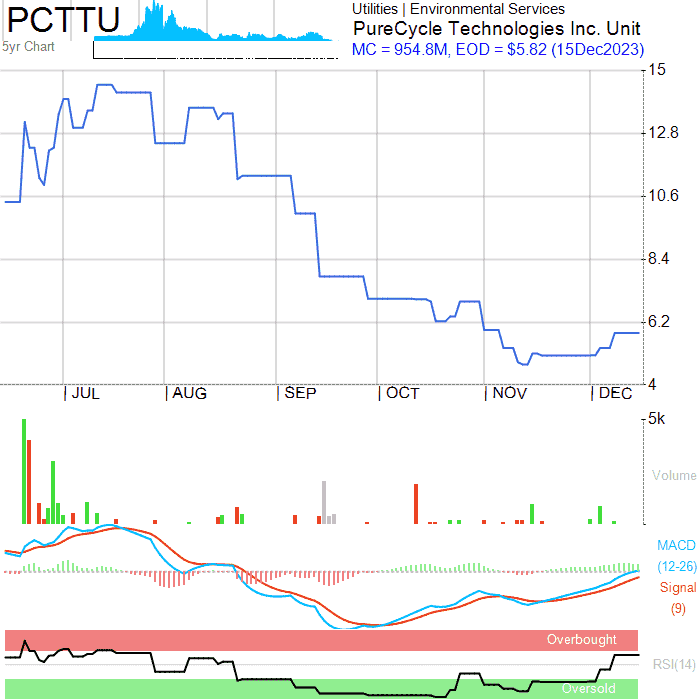 PCTTU
5yr Chart
Utilities | Environmental Services
PureCycle Technologies Inc. Unit
MC = 954.8M, EOD = $5.82 (15Dec2023)
15
12.8
10.6
8.4
6.2
4
JUL AUG SEP OCT NOV DEC
5k
Volume
MACD
(12-26)
Signal
(9)
Overbought
RSI(14)
Oversold